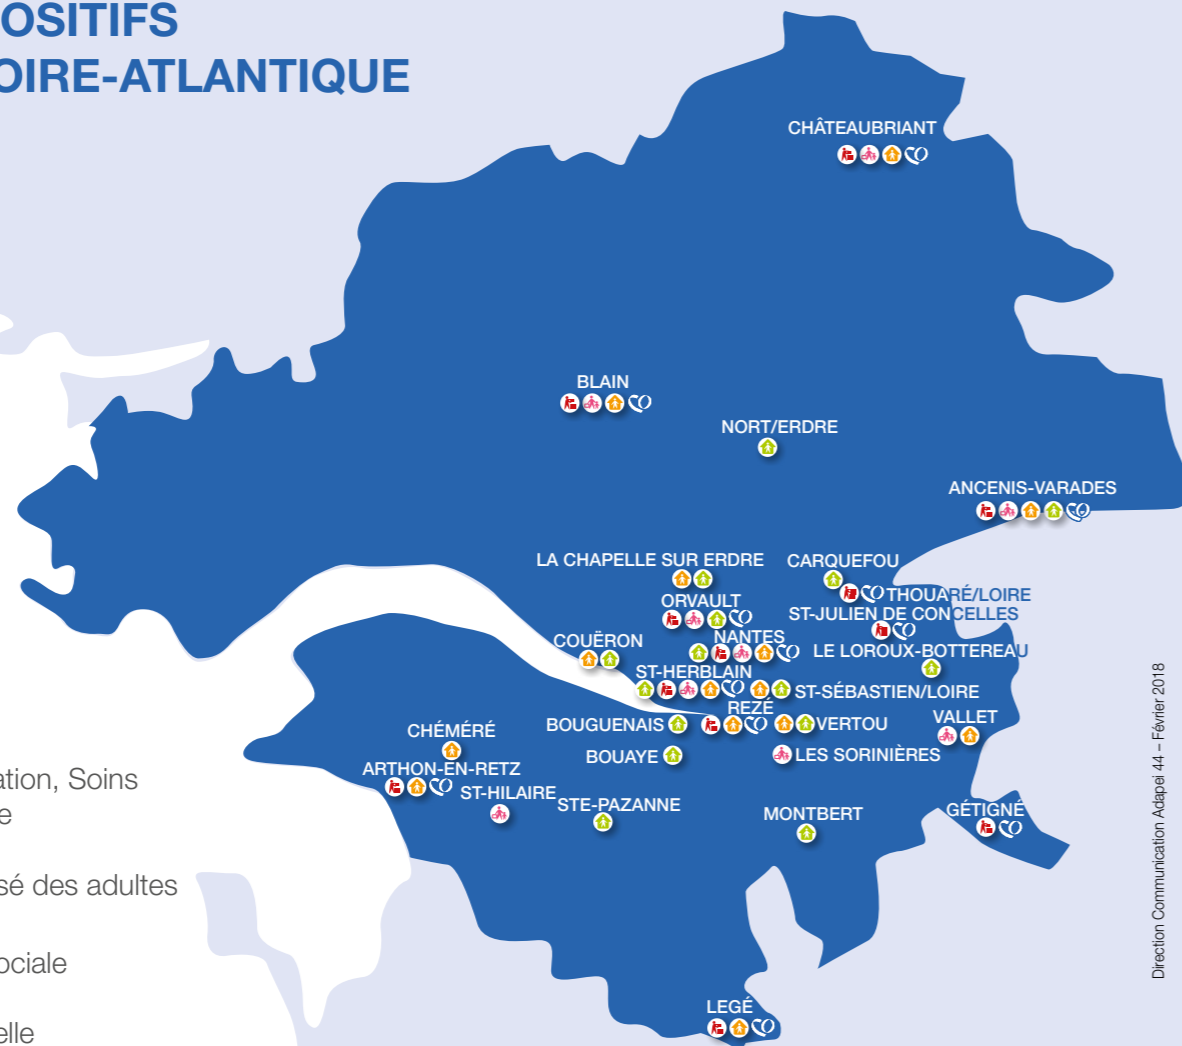 OSITIFS
OIRE-ATLANTIQUE
CHÂTEAUBRIANT
BLAIN
NORT/ERDRE
ANCENIS-VARADES
LA CHAPELLE SUR ERDRE
CARQUEFOU
THOUARÉ/LOIRE
ORVAULT
ST-JULIEN DE CONCELLES
COUËRON
NANTES
LE LOROUX-BOTTEREAU
ST-HERBLAIN
ST-SÉBASTIEN/LOIRE
REZÉ
VALLET
BOUGUENAIS
VERTOU
CHÉMÉRÉ
BOUAYE
LES SORINIÈRES
ARTHON-EN-RETZ
ST-HILAIRE
STE-PAZANNE
MONTBERT
GÉTIGNÉ
LEGÉ
ation, Soins
e
sé des adultes
ociale
elle
Direction Communication Adapei 44 – Février 2018